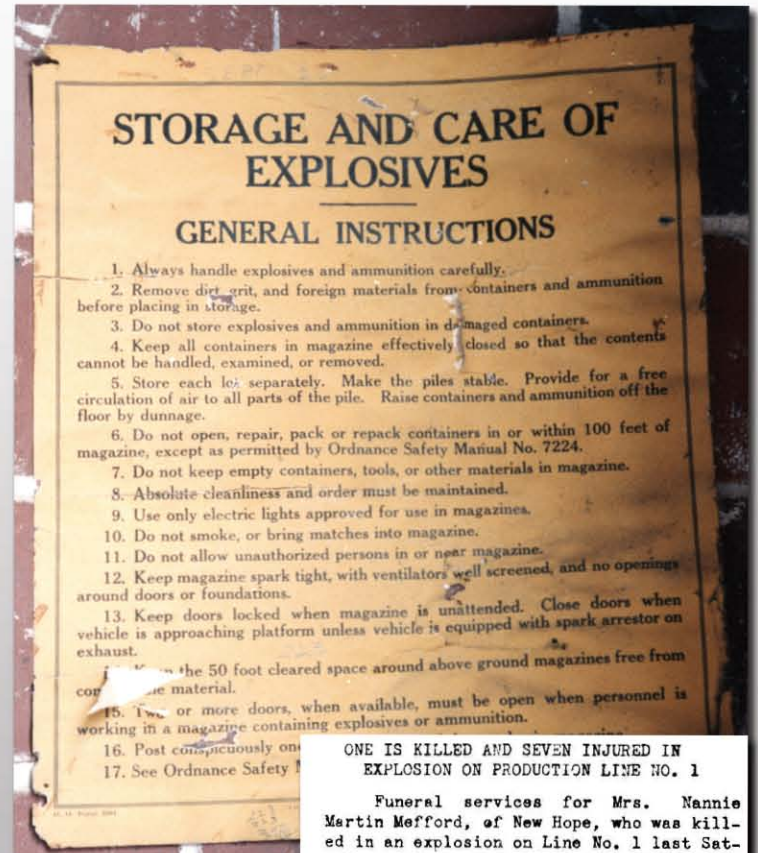 STORAGE AND CARE OF
EXPLOSIVES
GENERAL INSTRUCTIONS
1. Always handle explosives and ammunition carefully.
2. Remove dirt, grit, and foreign materials from containers and ammunition
before placing in storage.
3. Do not store explosives and ammunition in damaged containers.
4. Keep all containers in magazine effectively closed so that the contents
cannot be handled, examined, or removed.
5. Store each lot separately. Make the piles stable. Provide for a free
circulation of air to all parts of the pile. Raise containers and ammunition off the
floor by dunnage.
6. Do not open, repair, pack or repack containers in or within 100 feet of
magazine, except as permitted by Ordnance Safety Manual No. 7224.
7. Do not keep empty containers, tools, or other materials in magazine.
8. Absolute cleanliness and order must be maintained.
9. Use only electric lights approved for use in magazines.
10. Do not smoke, or bring matches into magazine.
11. Do not allow unauthorized persons in or near magazine.
12. Keep magazine spark tight, with ventilators well screened, and no openings
around doors or foundations.
13. Keep doors locked when magazine is unattended. Close doors when
vehicle is approaching platform unless vehicle is equipped with spark arrestor on
exhaust.
the 50 foot cleared space around above ground magazines free from
material.
15. Two or more doors, when available, must be open when personnel is
working in a magazine containing explosives or ammunition.
16. Post conspicuously one
17. See Ordnance Safety
ONE IS KILLED AND SEVEN INJURED IN
EXPLOSION ON PRODUCTION LINE NO. 1
Funeral services for Mrs. Nannie
Martin Mefford, of New Hope, who was kill-
ed in an explosion on Line No. 1 last Sat-